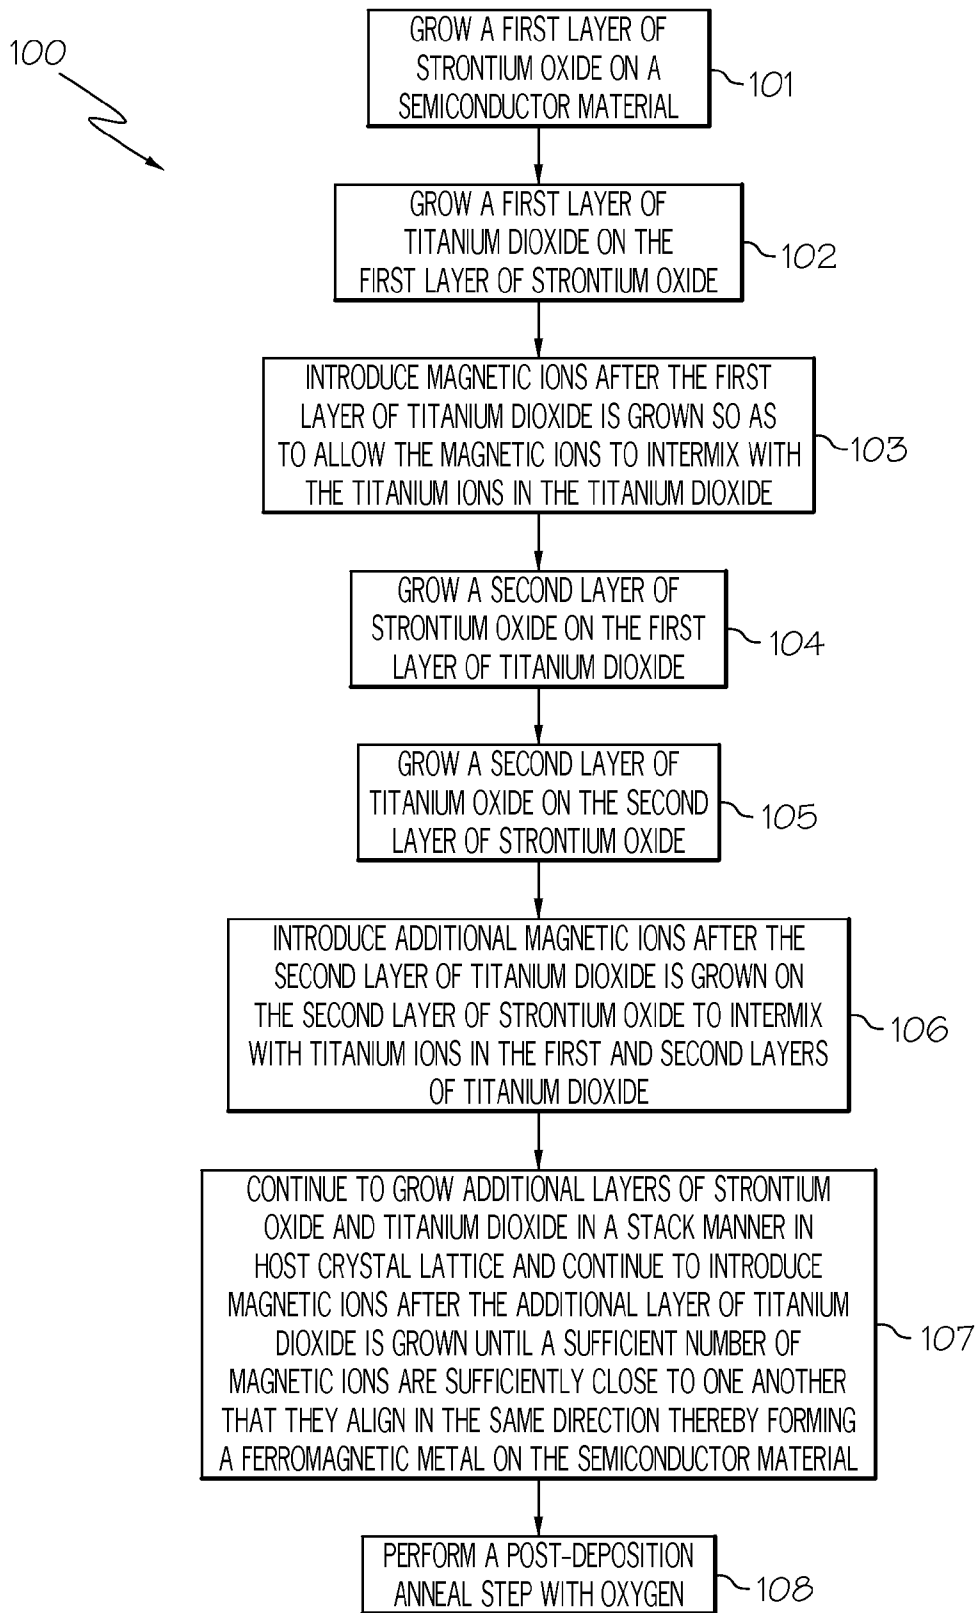 100
GROW A FIRST LAYER OF
STRONTIUM OXIDE ON A
SEMICONDUCTOR MATERIAL
101
GROW A FIRST LAYER OF
TITANIUM DIOXIDE ON THE
FIRST LAYER OF STRONTIUM OXIDE
102
INTRODUCE MAGNETIC IONS AFTER THE FIRST
LAYER OF TITANIUM DIOXIDE IS GROWN SO AS
TO ALLOW THE MAGNETIC IONS TO INTERMIX WITH
THE TITANIUM IONS IN THE TITANIUM DIOXIDE
103
GROW A SECOND LAYER OF
STRONTIUM OXIDE ON THE FIRST
LAYER OF TITANIUM DIOXIDE
104
GROW A SECOND LAYER OF
TITANIUM OXIDE ON THE SECOND
LAYER OF STRONTIUM OXIDE
105
INTRODUCE ADDITIONAL MAGNETIC IONS AFTER THE
SECOND LAYER OF TITANIUM DIOXIDE IS GROWN ON
THE SECOND LAYER OF STRONTIUM OXIDE TO INTERMIX
WITH TITANIUM IONS IN THE FIRST AND SECOND LAYERS
OF TITANIUM DIOXIDE
106
CONTINUE TO GROW ADDITIONAL LAYERS OF STRONTIUM
OXIDE AND TITANIUM DIOXIDE IN A STACK MANNER IN
HOST CRYSTAL LATTICE AND CONTINUE TO INTRODUCE
MAGNETIC IONS AFTER THE ADDITIONAL LAYER OF TITANIUM
DIOXIDE IS GROWN UNTIL A SUFFICIENT NUMBER OF
MAGNETIC IONS ARE SUFFICIENTLY CLOSE TO ONE ANOTHER
THAT THEY ALIGN IN THE SAME DIRECTION THEREBY FORMING
A FERROMAGNETIC METAL ON THE SEMICONDUCTOR MATERIAL
107
PERFORM A POST-DEPOSITION
ANNEAL STEP WITH OXYGEN
108